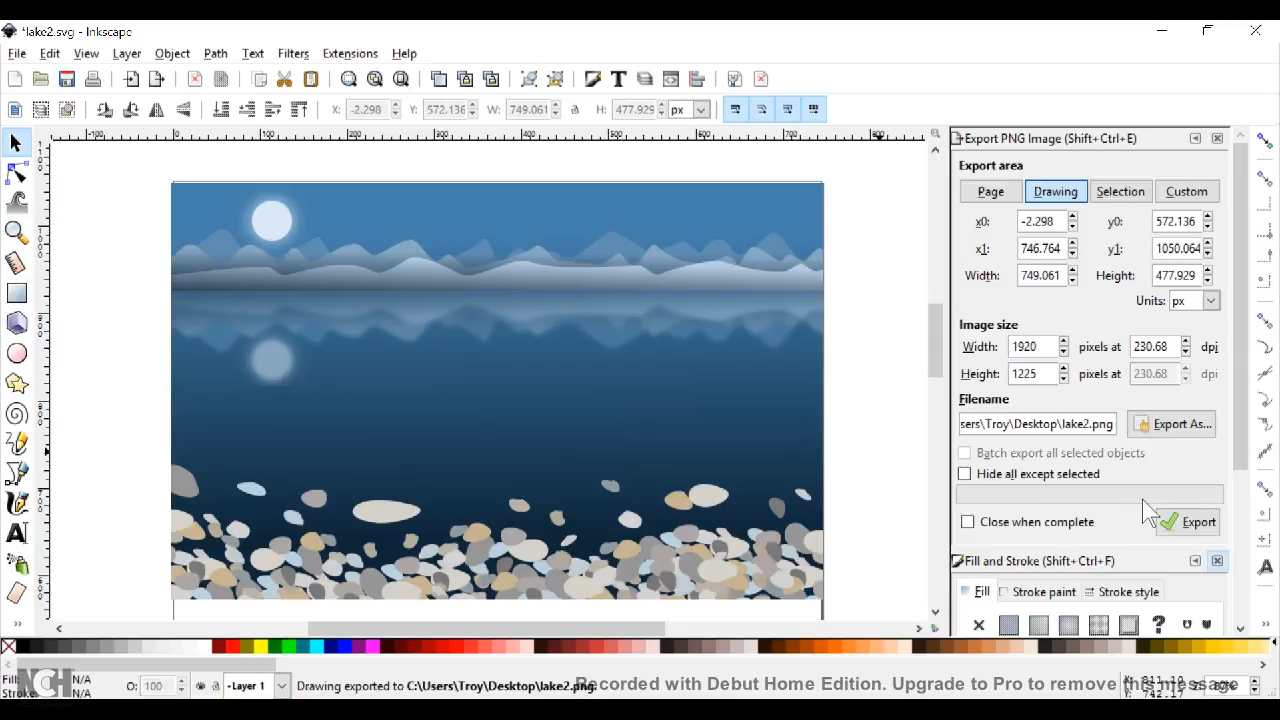 *lake2.svg - Inkscape
File Edit View Layer Object Path Text Filters Extensions Help
X: -2.298 Y: 572.136 W: 749.061 H: 477.929 px
Export PNG Image (Shift+Ctrl+E)
Export area
Page Drawing Selection Custom
x0: -2.298 y0: 572.136
x1: 746.764 y1: 1050.064
Width: 749.061 Height: 477.929
Units: px
Image size
Width: 1920 pixels at 230.68 dpi
Height: 1225 pixels at 230.68 dpi
Filename
sers\Troy\Desktop\lake2.png Export As...
Batch export all selected objects
Hide all except selected
Close when complete Export
Fill and Stroke (Shift+Ctrl+F)
Fill Stroke paint Stroke style
Fill: N/A
Stroke: N/A
O: 100 Layer 1 Drawing exported to C:\Users\Troy\Desktop\lake2.png.
NCH
Recorded with Debut Home Edition. Upgrade to Pro to remove this message